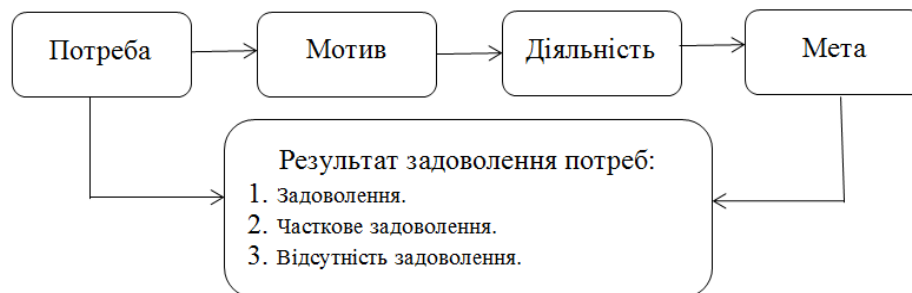 Потреба
Мотив
Діяльність
Мета
Результат задоволення потреб:
1. Задоволення.
2. Часткове задоволення.
3. Відсутність задоволення.